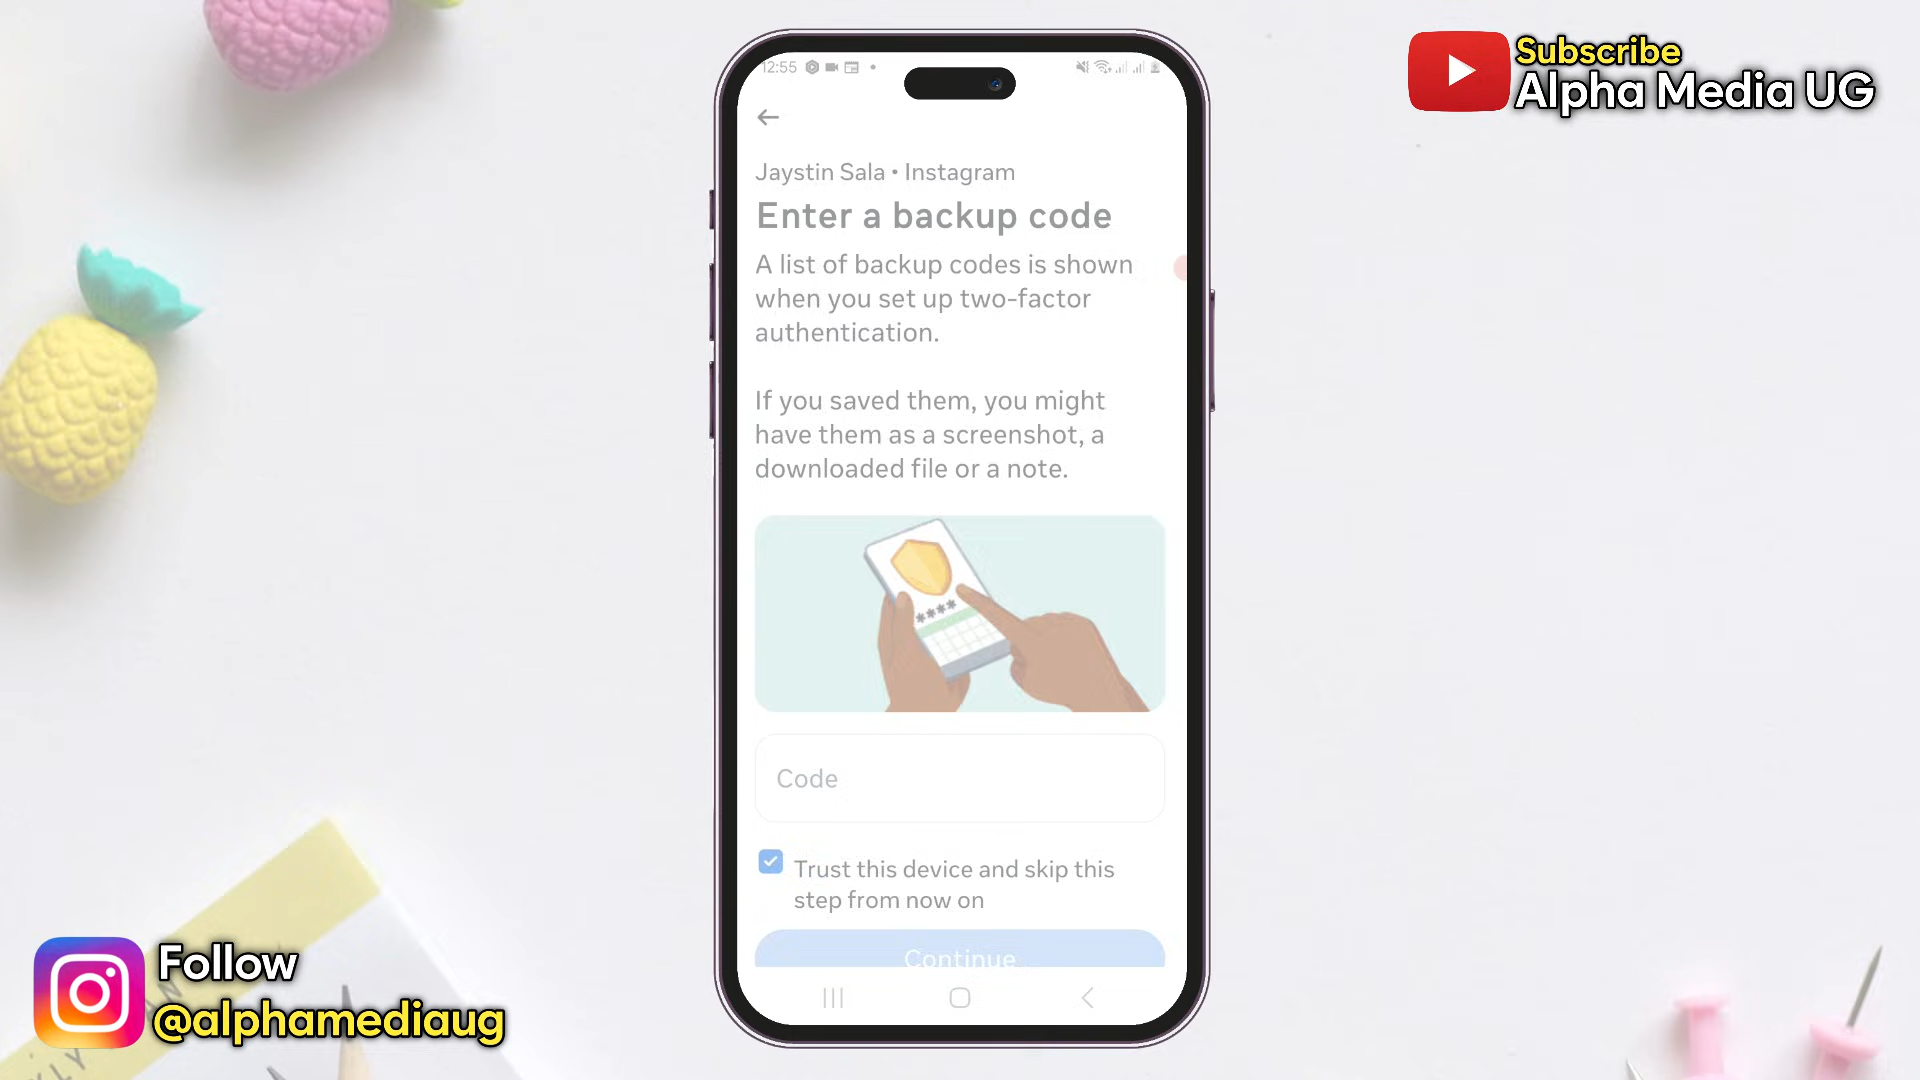 Subscribe
Alpha Media UG
12:55
Jaystin Sala • Instagram
Enter a backup code
A list of backup codes is shown
when you set up two-factor
authentication.
If you saved them, you might
have them as a screenshot, a
downloaded file or a note.
****
Code
Trust this device and skip this
step from now on
Continue
Follow
@alphamediaug